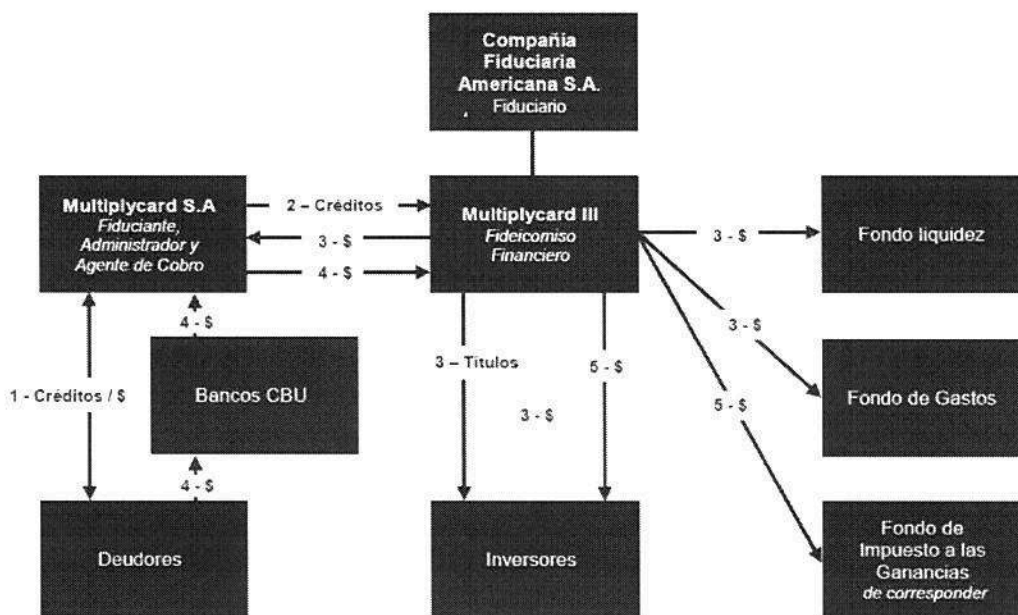 Compañia
Fiduciaria
Americana S.A.
Fiduciario
Multiplycard S.A
Fiduciante,
Administrador y
Agente de Cobro
2 – Créditos
3 - $
4 - $
Multiplycard III
Fideicomiso
Financiero
3 - $
Fondo liquidez
4 - $
3 - $
1 - Créditos / $
Bancos CBU
3 – Titulos
5 - $
3 - $
5 - $
Fondo de Gastos
4 - $
Deudores
Inversores
Fondo de
Impuesto a las
Ganancias
de corresponder